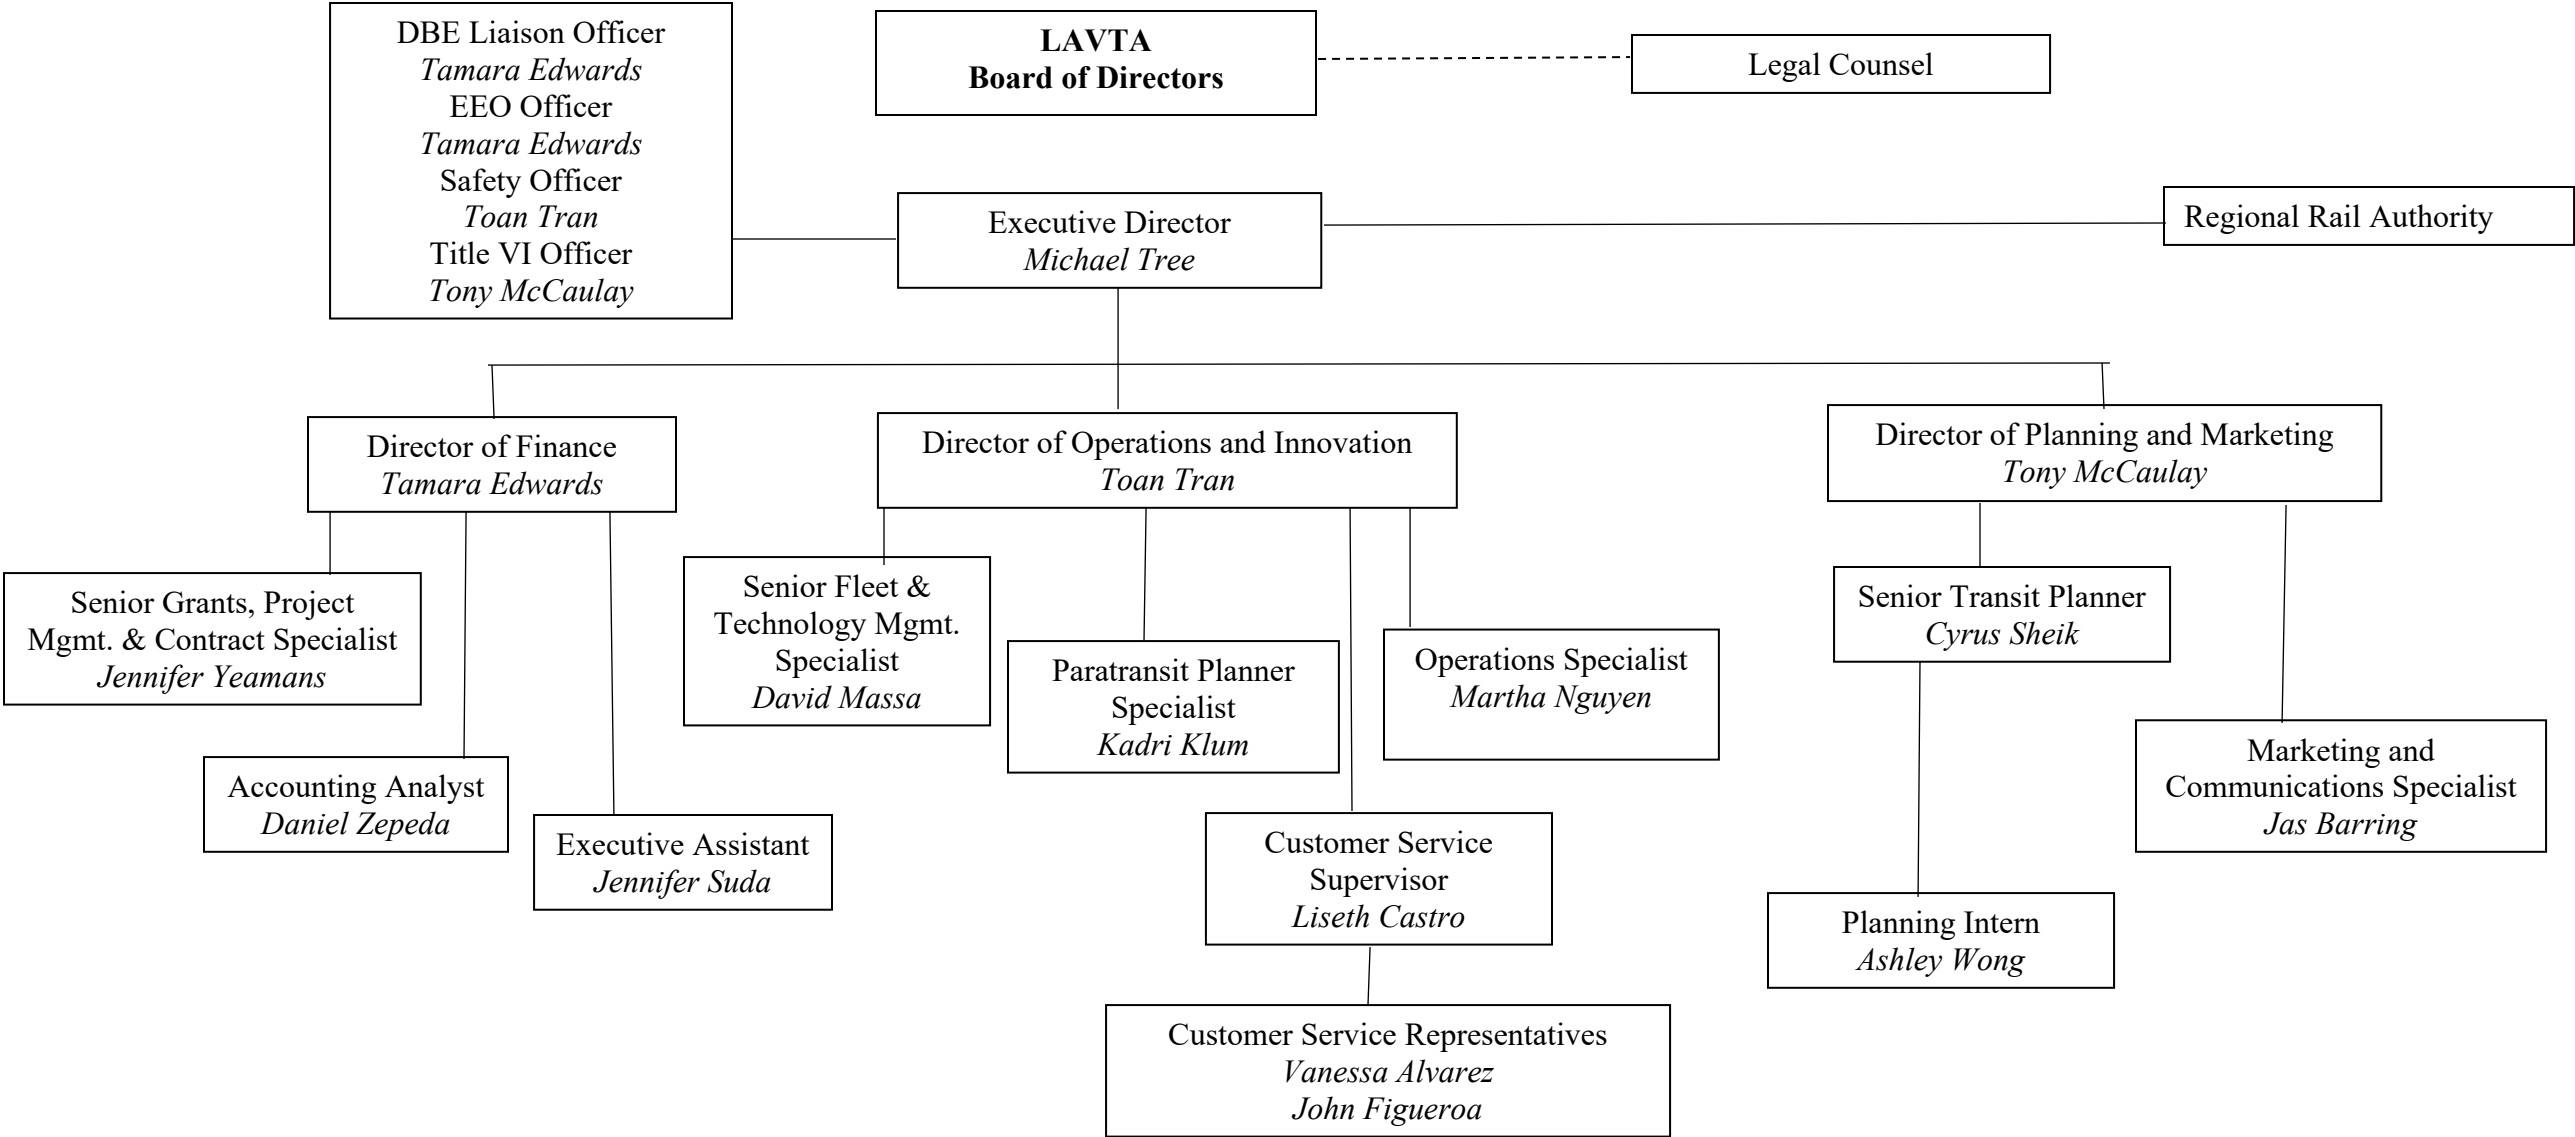 DBE Liaison Officer
Tamara Edwards
EEO Officer
Tamara Edwards
Safety Officer
Toan Tran
Title VI Officer
Tony McCaulay
LAVTA
Board of Directors
Legal Counsel
Executive Director
Michael Tree
Regional Rail Authority
Director of Finance
Tamara Edwards
Director of Operations and Innovation
Toan Tran
Director of Planning and Marketing
Tony McCaulay
Senior Grants, Project
Mgmt. & Contract Specialist
Jennifer Yeamans
Accounting Analyst
Daniel Zepeda
Executive Assistant
Jennifer Suda
Senior Fleet &
Technology Mgmt.
Specialist
David Massa
Paratransit Planner
Specialist
Kadri Klum
Operations Specialist
Martha Nguyen
Customer Service
Supervisor
Liseth Castro
Customer Service Representatives
Vanessa Alvarez
John Figueroa
Senior Transit Planner
Cyrus Sheik
Planning Intern
Ashley Wong
Marketing and
Communications Specialist
Jas Barring